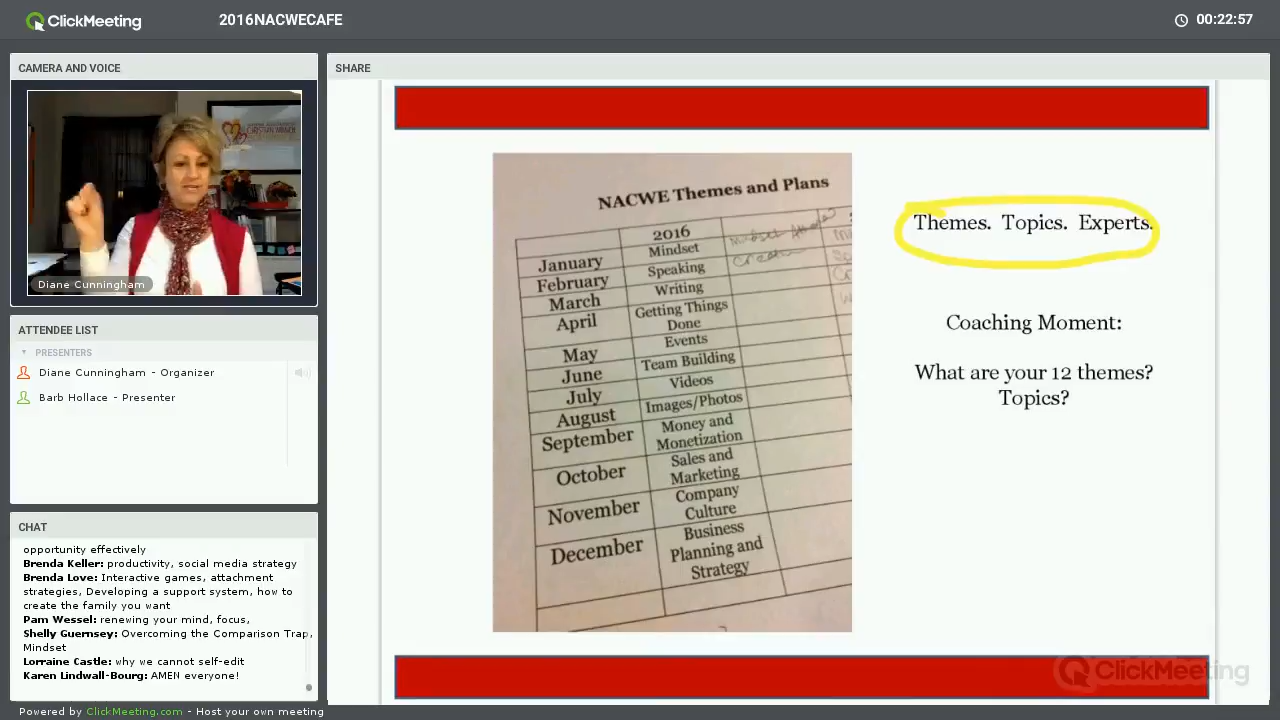 ClickMeeting
2016NACWECAFE
00:22:57
CAMERA AND VOICE
Diane Cunningham
ATTENDEE LIST
PRESENTERS
Diane Cunningham - Organizer
Barb Hollace - Presenter
CHAT
opportunity effectively
Brenda Keller: productivity, social media strategy
Brenda Love: Interactive games, attachment
strategies, Developing a support system, how to
create the family you want
Pam Wessel: renewing your mind, focus,
Shelly Guernsey: Overcoming the Comparison Trap,
Mindset
Lorraine Castle: why we cannot self-edit
Karen Lindwall-Bourg: AMEN everyone!
Powered by ClickMeeting.com - Host your own meeting
SHARE
NACWE Themes and Plans
2016
January Mindset Mindset
February Speaking
March Writing
April Getting Things
Done
May Events
June Team Building
July Videos
August Images/Photos
September Money and
Monetization
October Sales and
Marketing
November Company
Culture
December Business
Planning and
Strategy
Themes. Topics. Experts.
Coaching Moment:
What are your 12 themes?
Topics?
ClickMeeting